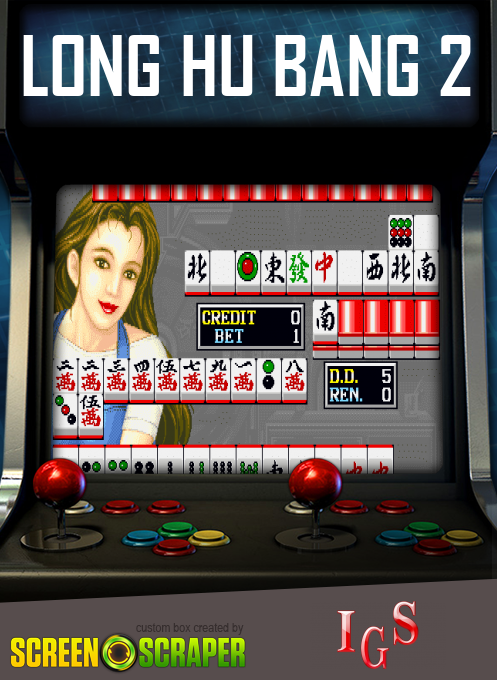 LONG HU BANG 2
北 東 發 中 西 北 南
CREDIT 0
BET 1
南
D.D. 5
REN. 0
二萬 二萬 三萬 四萬 伍萬 七萬 九萬 一萬 八萬
伍萬
custom box created by
SCREEN SCRAPER
IGS